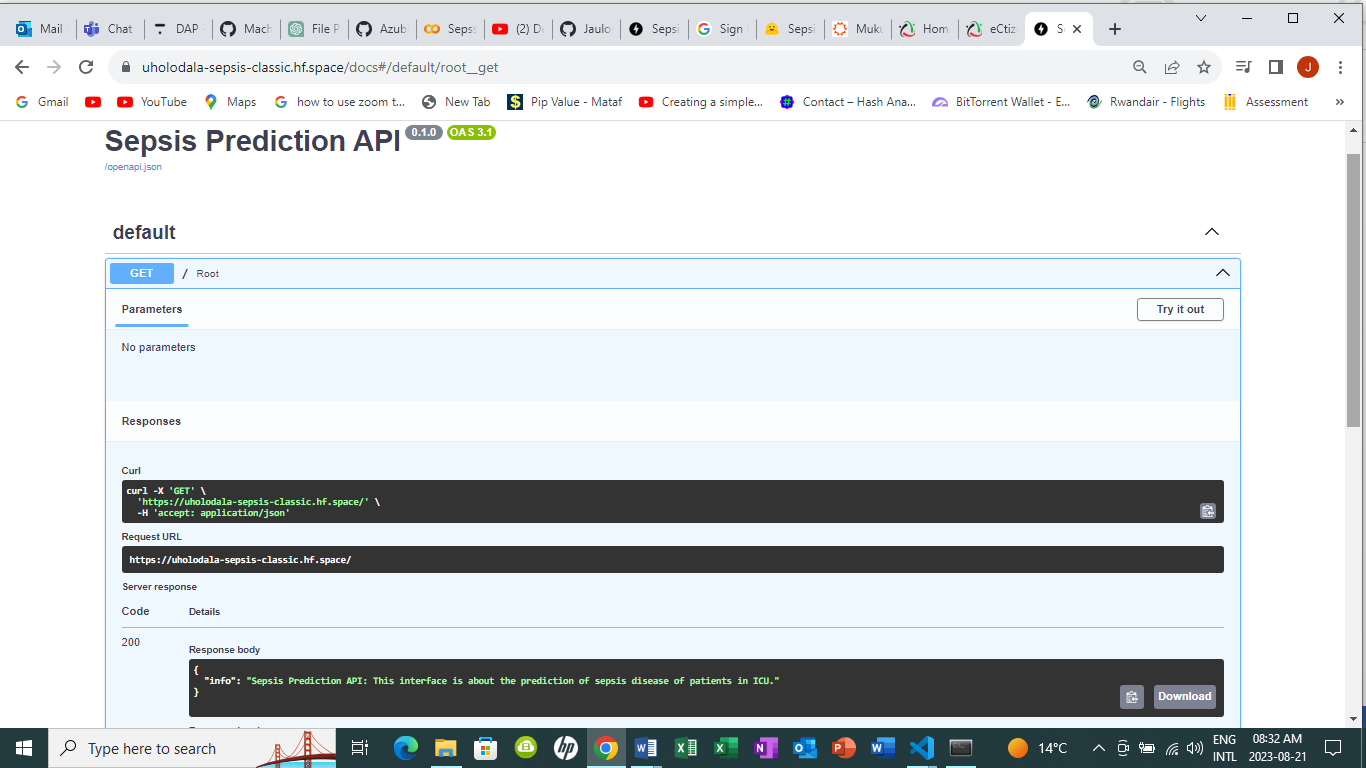 Mail
Chat
DAP
Mach
File P
Azub
Sepss
(2) De
Jaulo
Sepsi
Sign
Sepsi
Muku
Hom
eCtiz
uholodala-sepsis-classic.hf.space/docs#/default/root__get
J
Gmail
YouTube
Maps
how to use zoom t...
New Tab
Pip Value - Mataf
Creating a simple...
Contact – Hash Ana...
BitTorrent Wallet - E...
Rwandair - Flights
Assessment
»
Sepsis Prediction API 0.1.0 OAS 3.1
/openapi.json
default
GET / Root
Parameters
Try it out
No parameters
Responses
Curl
curl -X 'GET' \
'https://uholodala-sepsis-classic.hf.space/' \
-H 'accept: application/json'
Request URL
https://uholodala-sepsis-classic.hf.space/
Server response
Code Details
200
Response body
{
"info": "Sepsis Prediction API: This interface is about the prediction of sepsis disease of patients in ICU."
}
Download
Type here to search
14°C
ENG
INTL
08:32 AM
2023-08-21